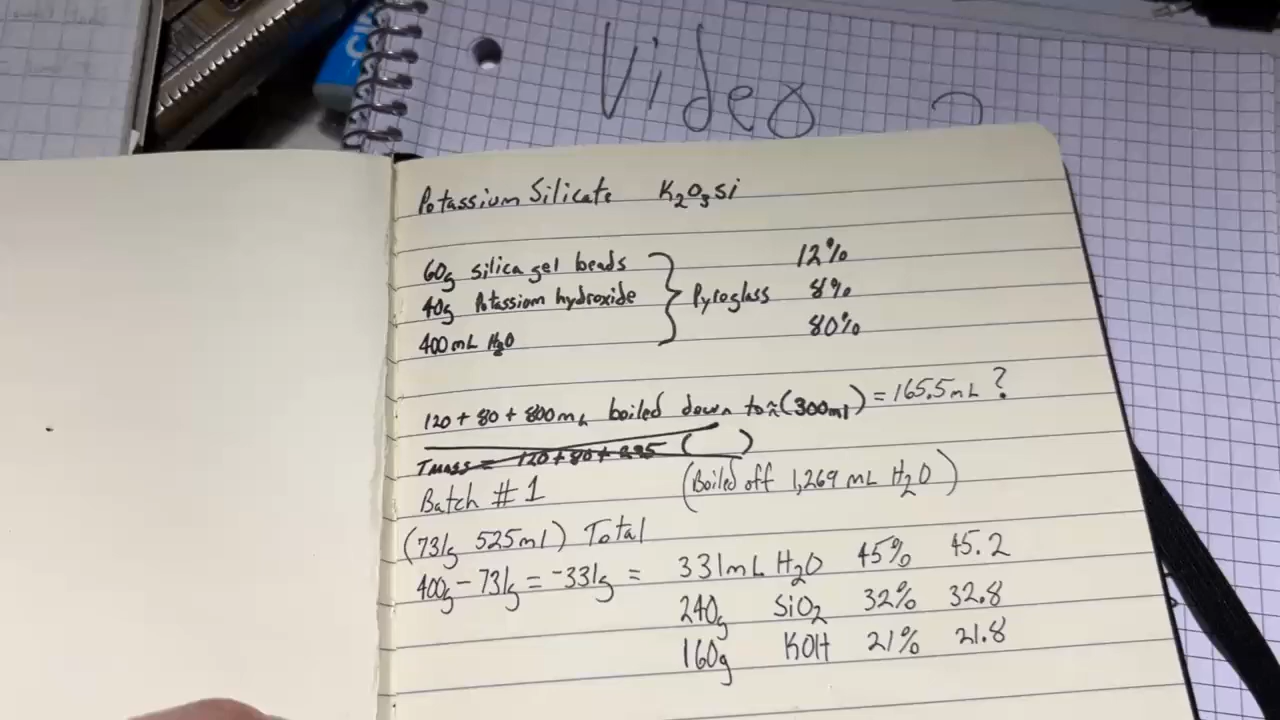 Video
Potassium Silicate K₂O₃Si
60g silica gel beads 12%
40g Potassium hydroxide } Pyroglass 8%
400mL H₂O 80%
120 + 80 + 800mL boiled down to ≈ (300ml) = 165.5mL ?
Tmass = 120 + 80 + 225 ( )
Batch # 1 (Boiled off 1,269 mL H₂O)
(731g 525ml) Total
400g - 731g = -331g = 331mL H₂O 45% 45.2
240g SiO₂ 32% 32.8
160g KOH 21% 21.8